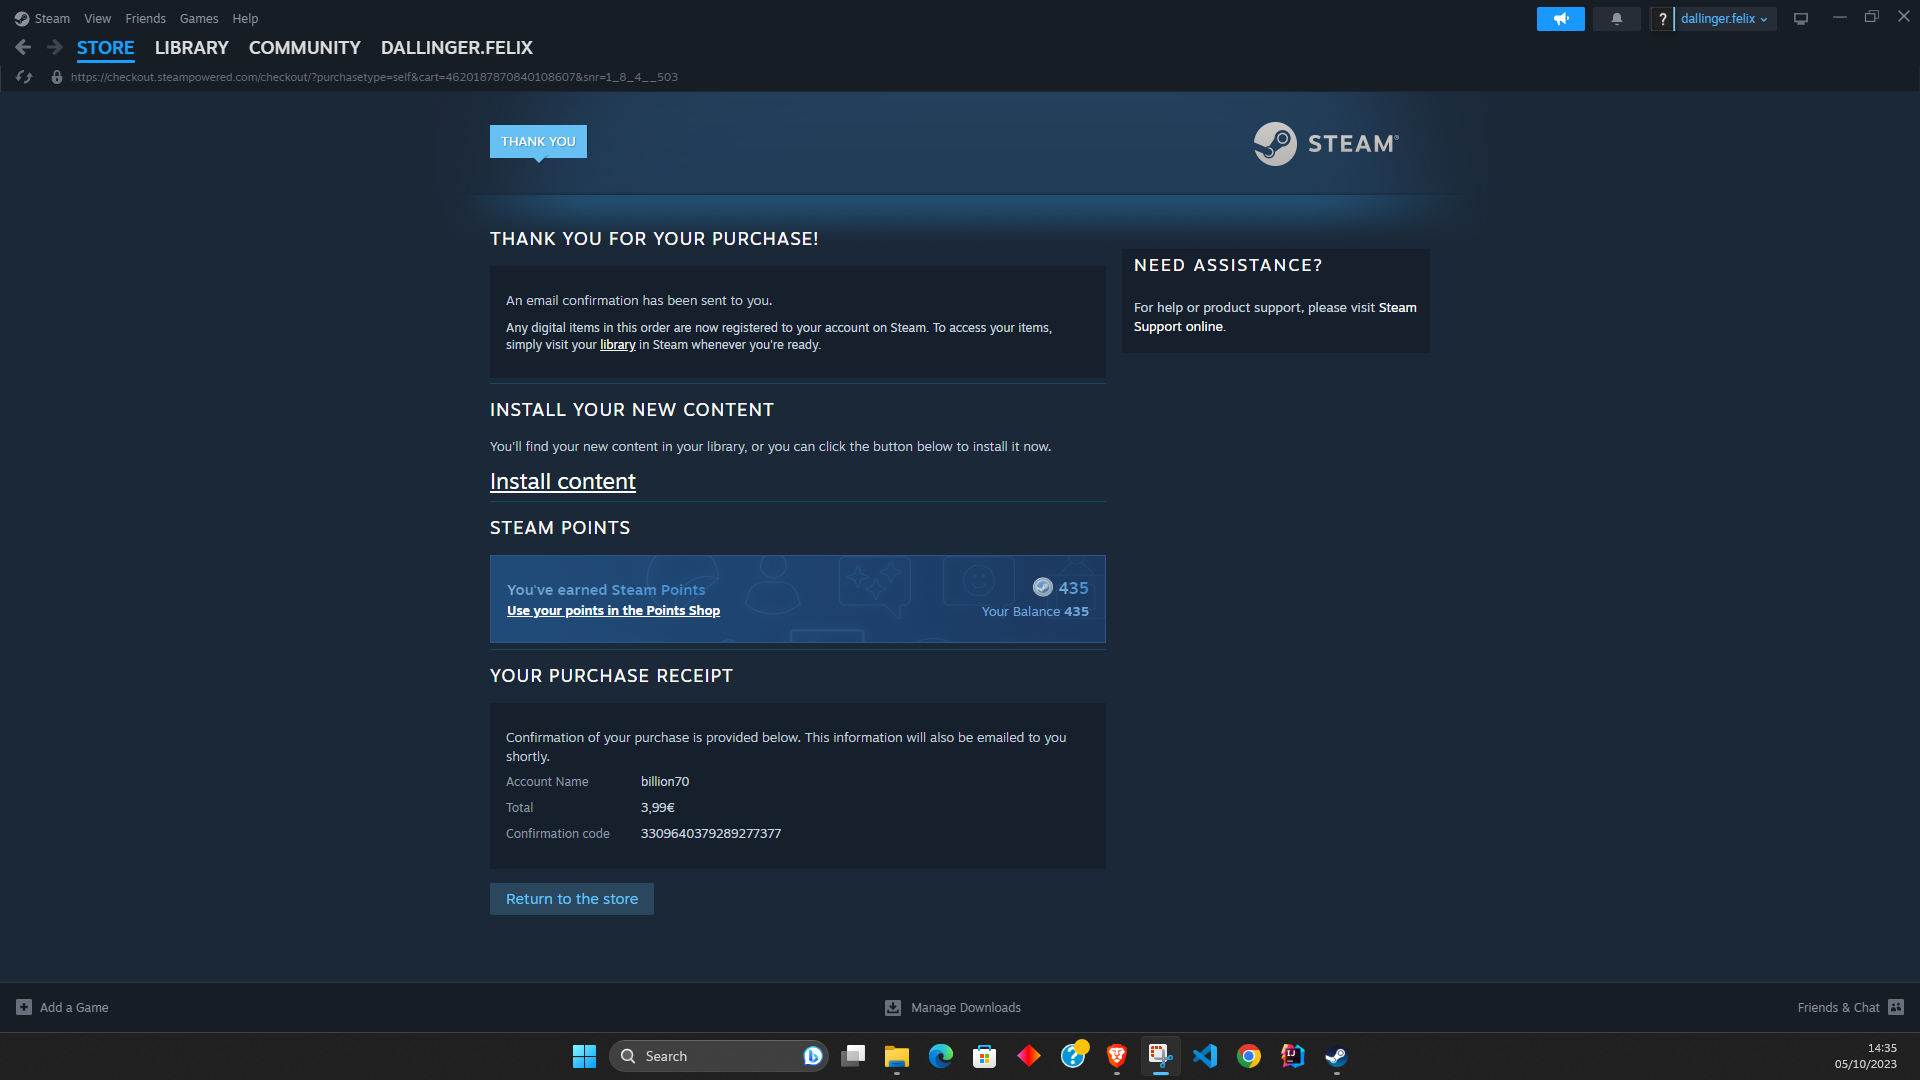 Steam View Friends Games Help
? dallinger.felix
STORE LIBRARY COMMUNITY DALLINGER.FELIX
https://checkout.steampowered.com/checkout/?purchasetype=self&cart=4620187870840108607&snr=1_8_4__503
THANK YOU
STEAM®
THANK YOU FOR YOUR PURCHASE!
An email confirmation has been sent to you.
Any digital items in this order are now registered to your account on Steam. To access your items,
simply visit your library in Steam whenever you're ready.
NEED ASSISTANCE?
For help or product support, please visit Steam
Support online.
INSTALL YOUR NEW CONTENT
You'll find your new content in your library, or you can click the button below to install it now.
Install content
STEAM POINTS
You've earned Steam Points
435
Use your points in the Points Shop
Your Balance 435
YOUR PURCHASE RECEIPT
Confirmation of your purchase is provided below. This information will also be emailed to you
shortly.
Account Name billion70
Total 3,99€
Confirmation code 3309640379289277377
Return to the store
Add a Game
Manage Downloads
Friends & Chat
Search
14:35
05/10/2023